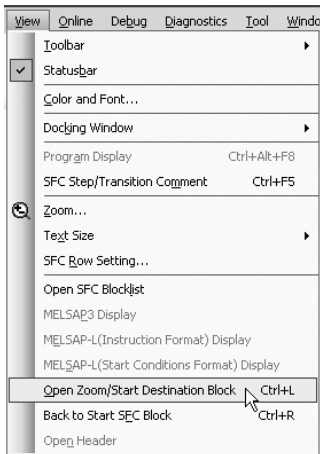 View Online Debug Diagnostics Tool Windo
Toolbar
Statusbar
Color and Font...
Docking Window
Program Display Ctrl+Alt+F8
SFC Step/Transition Comment Ctrl+F5
Zoom...
Text Size
SFC Row Setting...
Open SFC Blocklist
MELSAP3 Display
MELSAP-L(Instruction Format) Display
MELSAP-L(Start Conditions Format) Display
Open Zoom/Start Destination Block Ctrl+L
Back to Start SFC Block Ctrl+R
Open Header